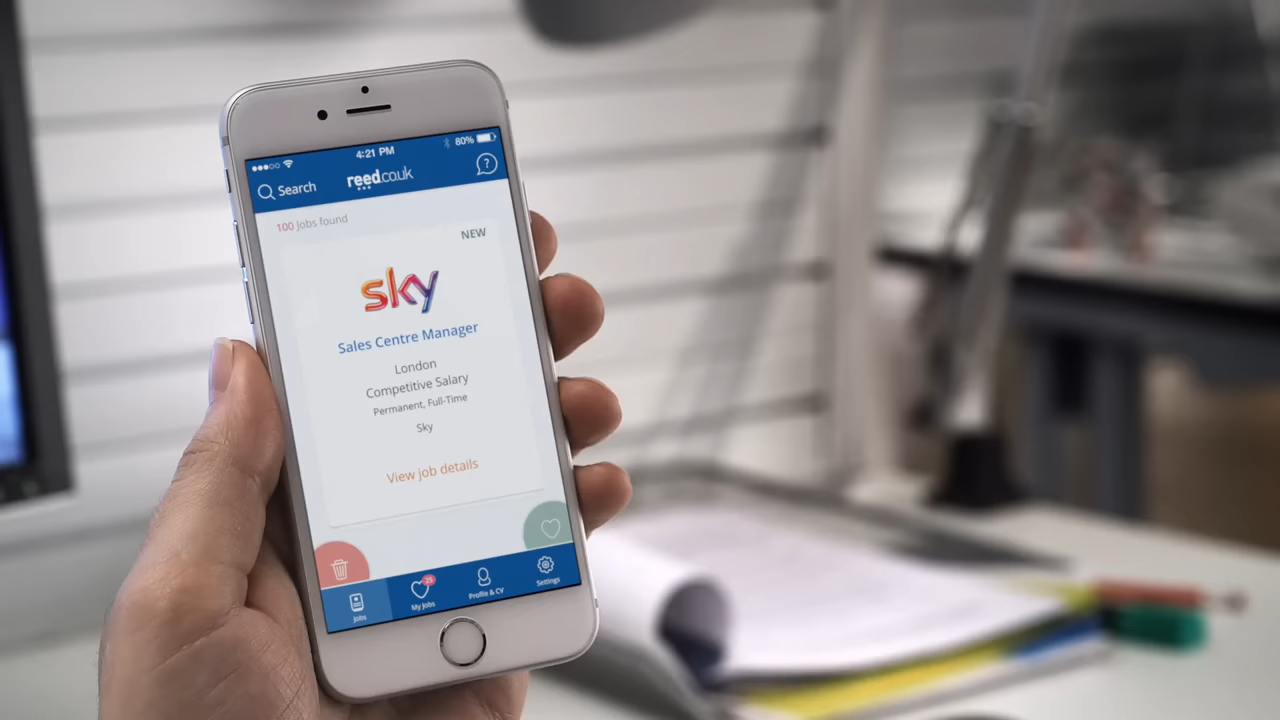 4:21 PM
80%
Search
reed.co.uk
?
100 Jobs found
NEW
sky
Sales Centre Manager
London
Competitive Salary
Permanent, Full-Time
Sky
View job details
25
Jobs
My Jobs
Profile & CV
Settings